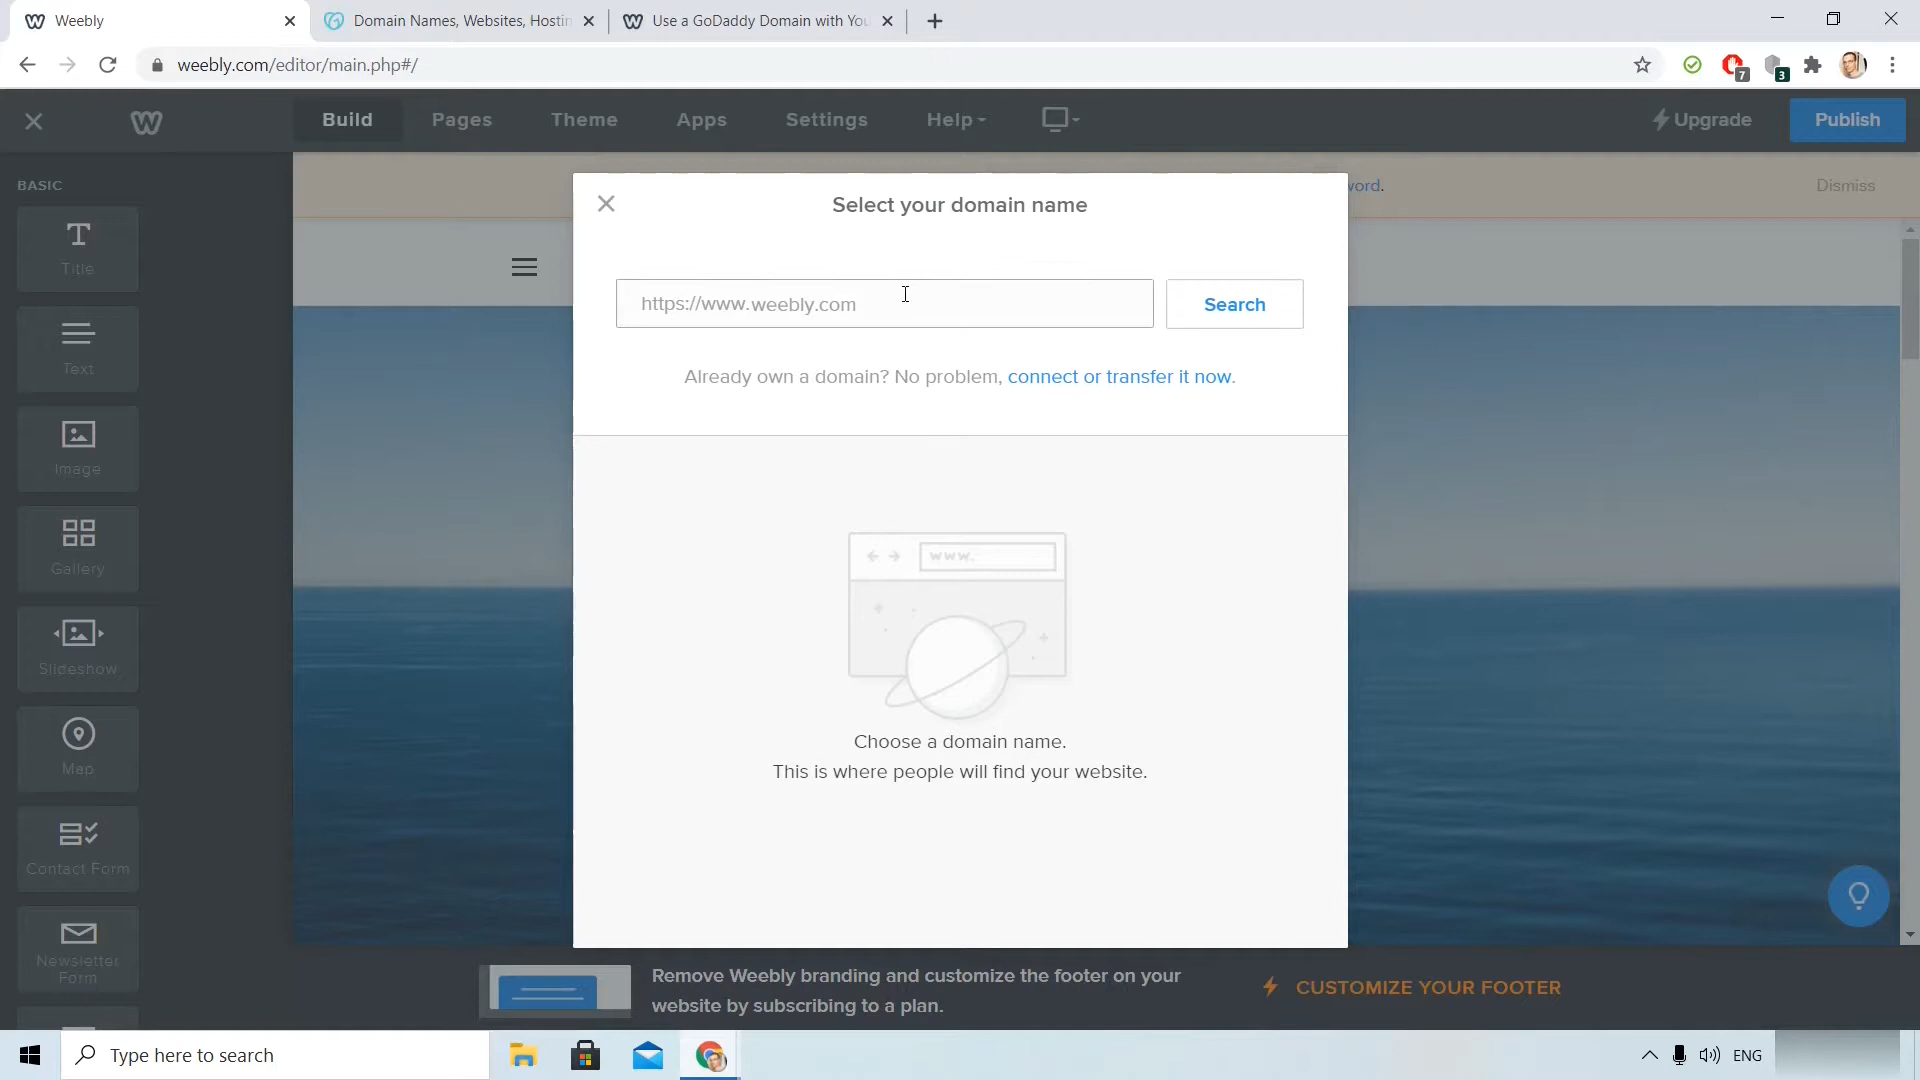 Weebly
Domain Names, Websites, Hostin
Use a GoDaddy Domain with You
weebly.com/editor/main.php#/
7
3
Build
Pages
Theme
Apps
Settings
Help
Upgrade
Publish
BASIC
Title
Text
Image
Gallery
Slideshow
Map
Contact Form
Newsletter
Form
word.
Dismiss
Select your domain name
https://www.weebly.com
Search
Already own a domain? No problem, connect or transfer it now.
www.
Choose a domain name.
This is where people will find your website.
Remove Weebly branding and customize the footer on your
website by subscribing to a plan.
CUSTOMIZE YOUR FOOTER
Type here to search
ENG